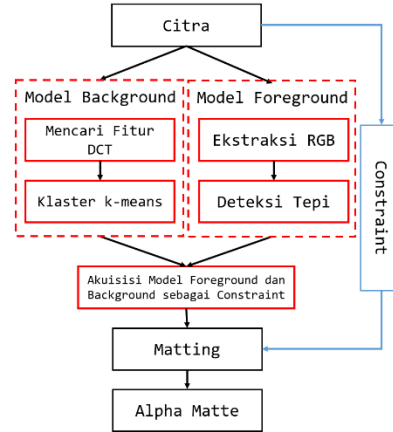 Citra
Model Background
Model Foreground
Mencari Fitur
DCT
Ekstraksi RGB
Klaster k-means
Deteksi Tepi
Constraint
Akuisisi Model Foreground dan
Background sebagai Constraint
Matting
Alpha Matte